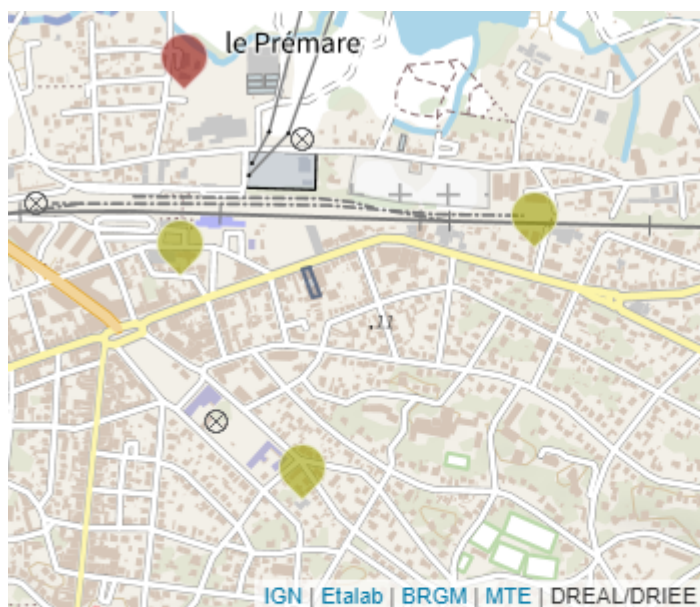 le Prémare
.11
IGN | Etalab | BRGM | MTE | DREAL/DRIEE